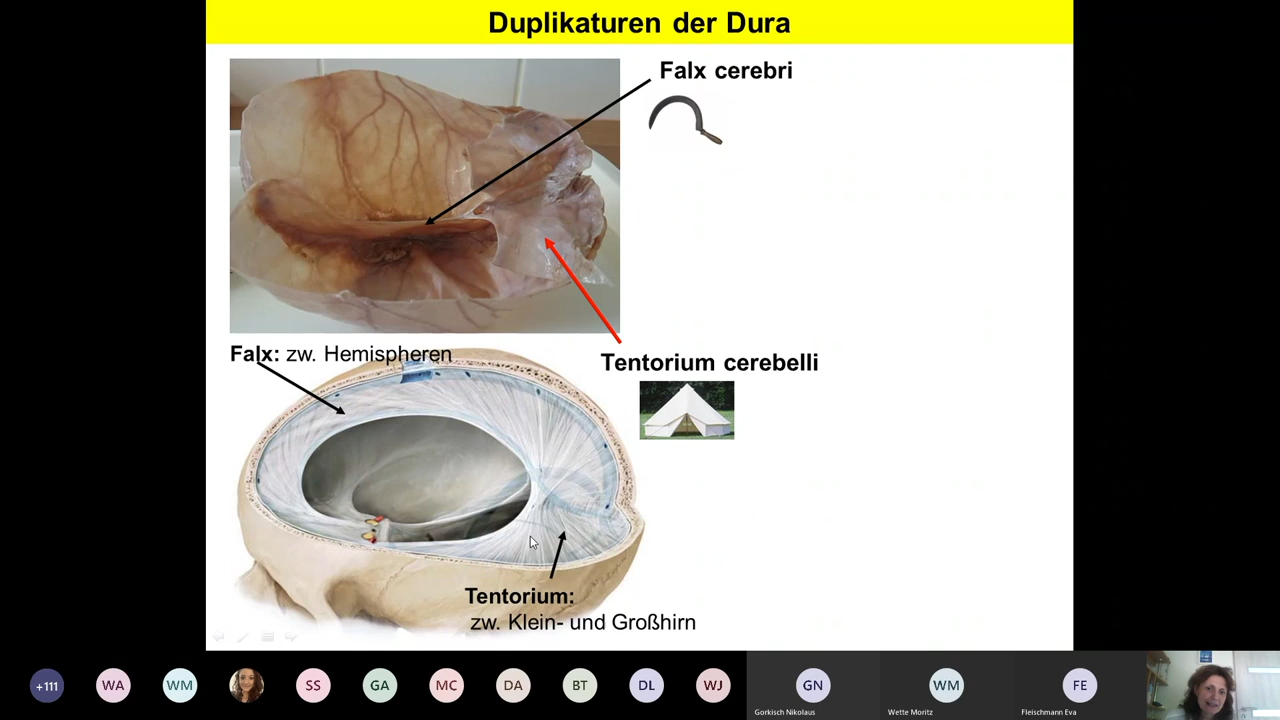 Duplikaturen der Dura
Falx cerebri
Falx: zw. Hemispheren
Tentorium cerebelli
Tentorium:
zw. Klein- und Großhirn
+111
WA
WM
SS
GA
MC
DA
BT
DL
WJ
GN
WM
FE
Gorkisch Nikolaus
Wette Moritz
Fleischmann Eva